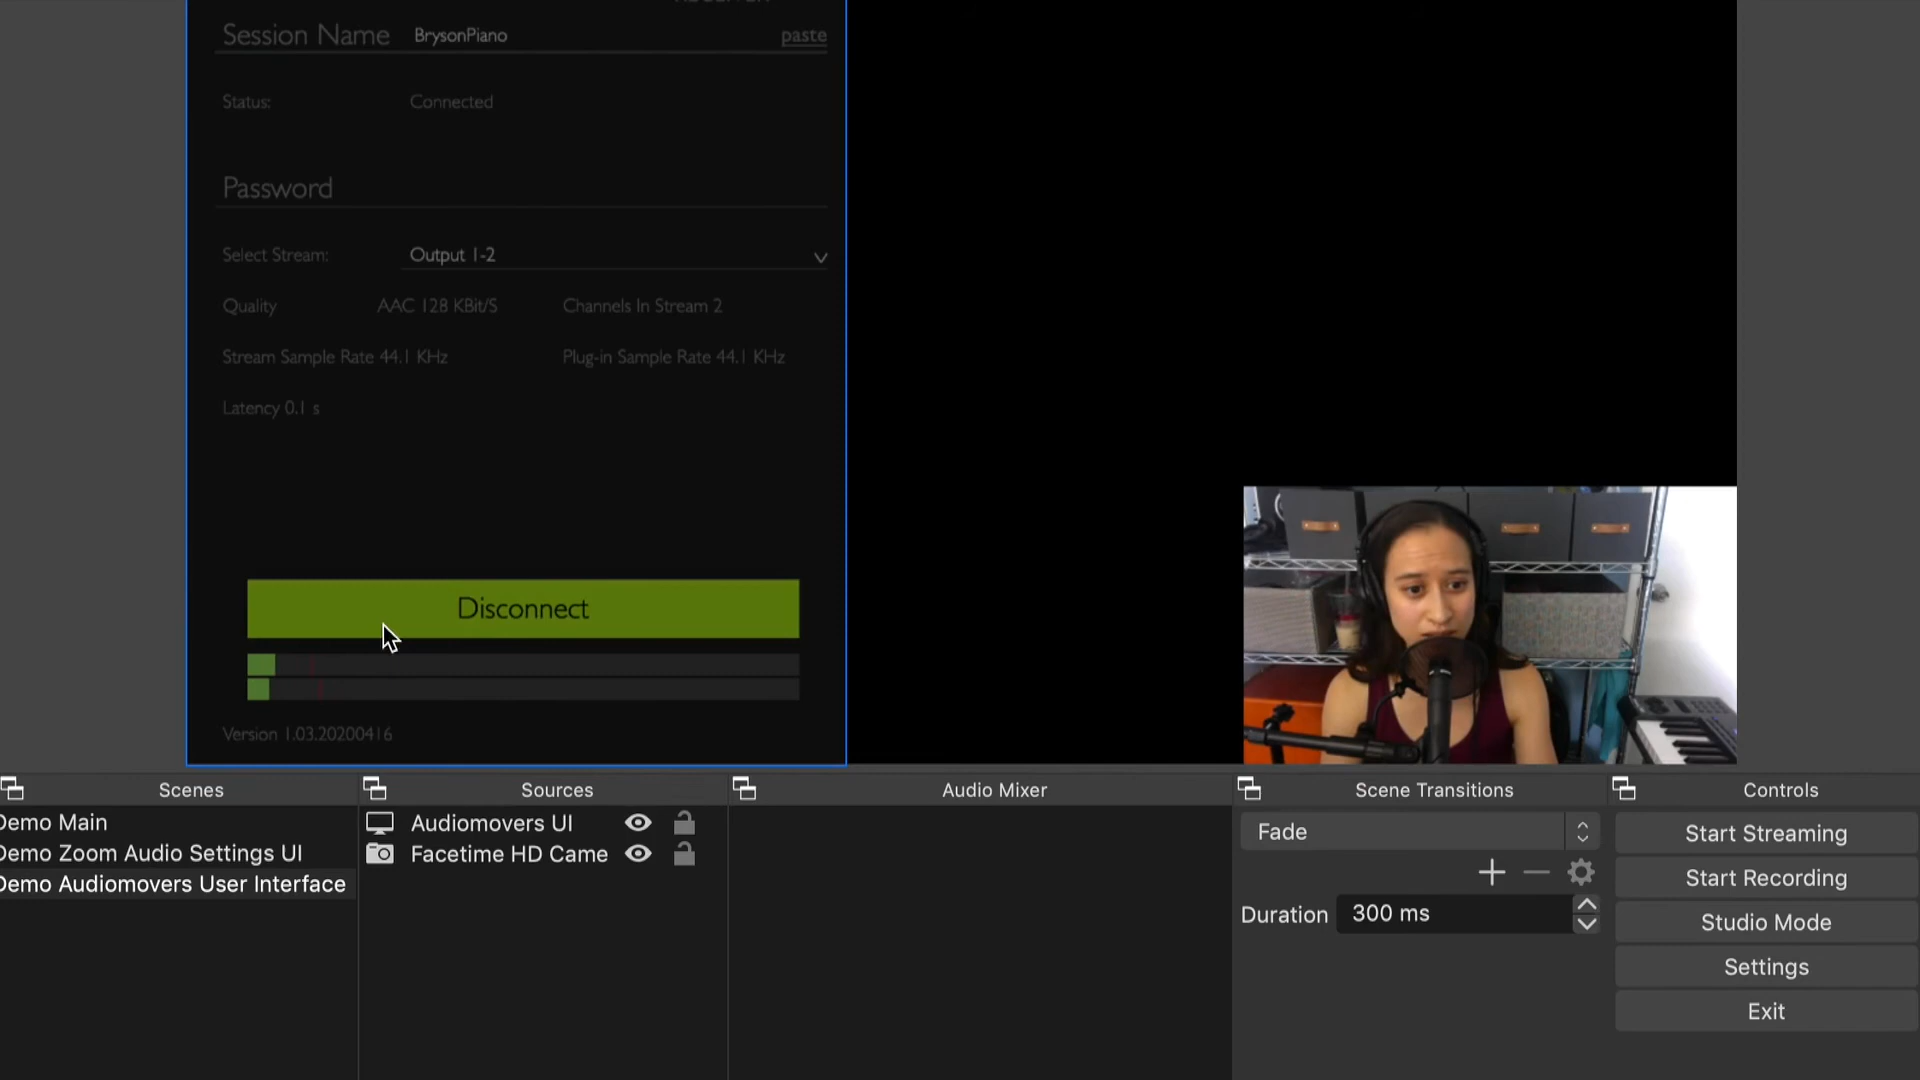 Session Name BrysonPiano paste
Status: Connected
Password
Select Stream: Output 1-2
Quality AAC 128 KBit/S Channels In Stream 2
Stream Sample Rate 44.1 KHz Plug-in Sample Rate 44.1 KHz
Latency 0.1 s
Disconnect
Version 1.03.20200416
Scenes Sources Audio Mixer Scene Transitions Controls
Demo Main
Demo Zoom Audio Settings UI
Demo Audiomovers User Interface
Audiomovers UI
Facetime HD Came
Fade
Duration 300 ms
Start Streaming
Start Recording
Studio Mode
Settings
Exit